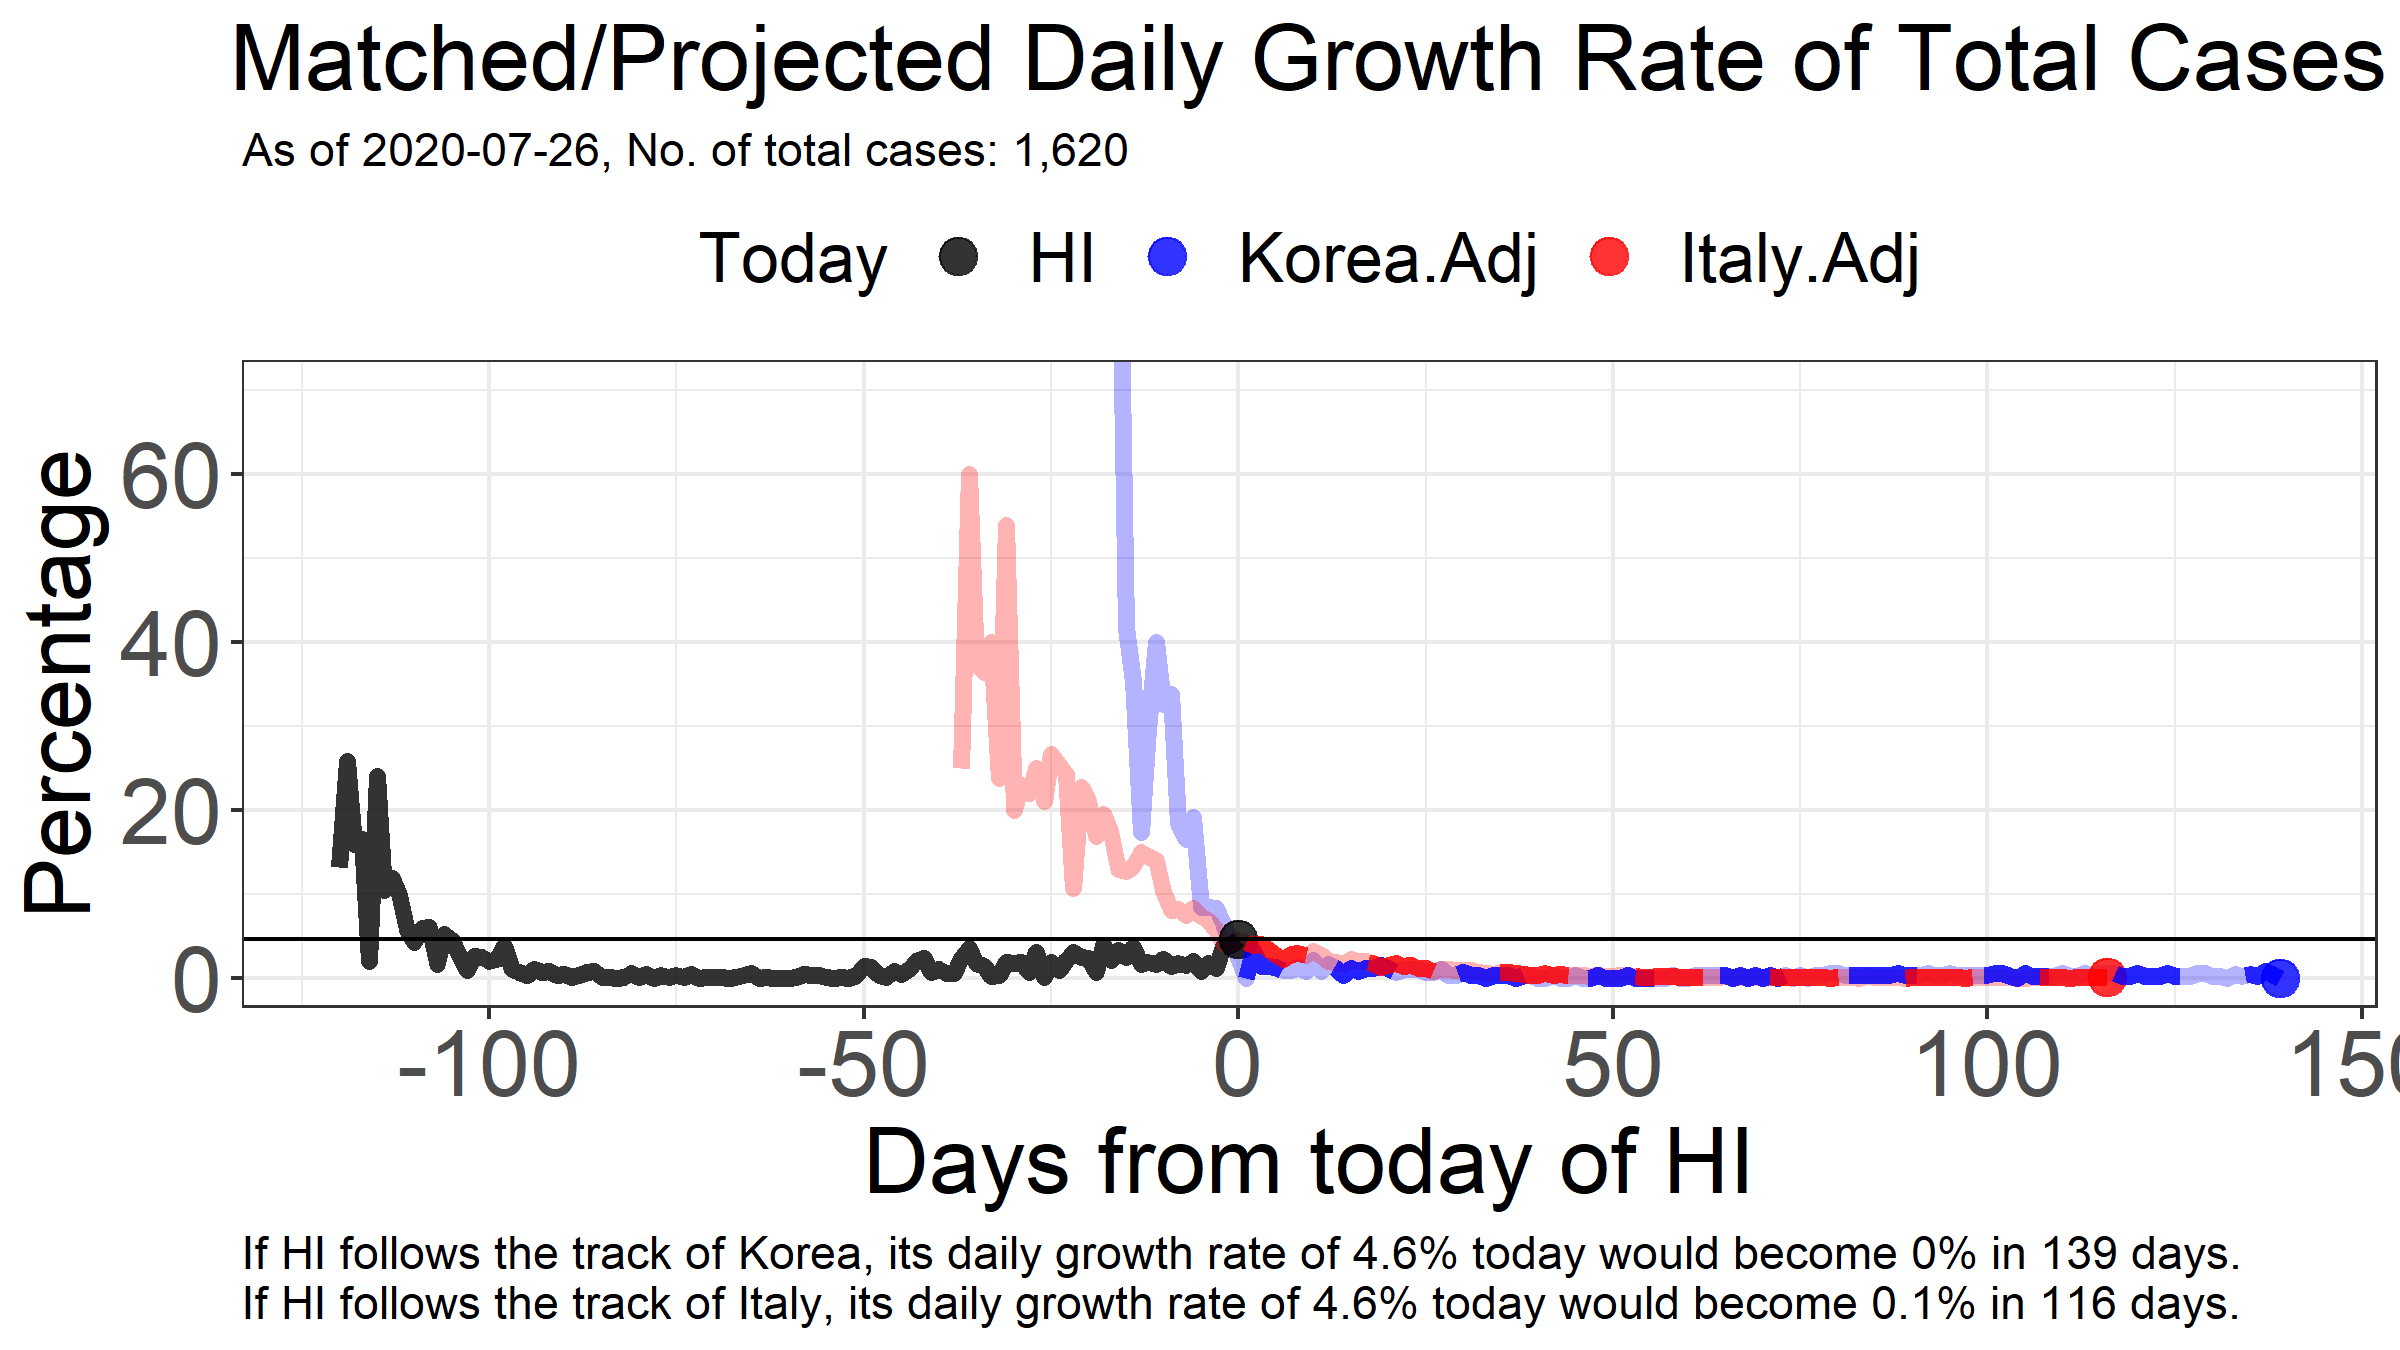 Matched/Projected Daily Growth Rate of Total Cases
As of 2020-07-26, No. of total cases: 1,620
Today HI Korea.Adj Italy.Adj
Percentage
60
40
20
0
-100 -50 0 50 100 150
Days from today of HI
If HI follows the track of Korea, its daily growth rate of 4.6% today would become 0% in 139 days.
If HI follows the track of Italy, its daily growth rate of 4.6% today would become 0.1% in 116 days.